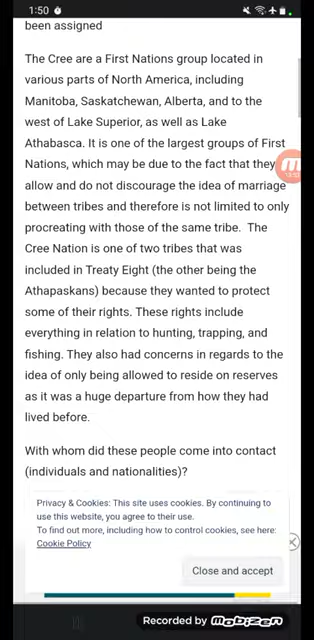 1:50
been assigned
The Cree are a First Nations group located in
various parts of North America, including
Manitoba, Saskatchewan, Alberta, and to the
west of Lake Superior, as well as Lake
Athabasca. It is one of the largest groups of First
Nations, which may be due to the fact that they
allow and do not discourage the idea of marriage
between tribes and therefore is not limited to only
procreating with those of the same tribe. The
Cree Nation is one of two tribes that was
included in Treaty Eight (the other being the
Athapaskans) because they wanted to protect
some of their rights. These rights include
everything in relation to hunting, trapping, and
fishing. They also had concerns in regards to the
idea of only being allowed to reside on reserves
as it was a huge departure from how they had
lived before.
With whom did these people come into contact
(individuals and nationalities)?
Privacy & Cookies: This site uses cookies. By continuing to
use this website, you agree to their use.
To find out more, including how to control cookies, see here:
Cookie Policy
Close and accept
Recorded by mobizen